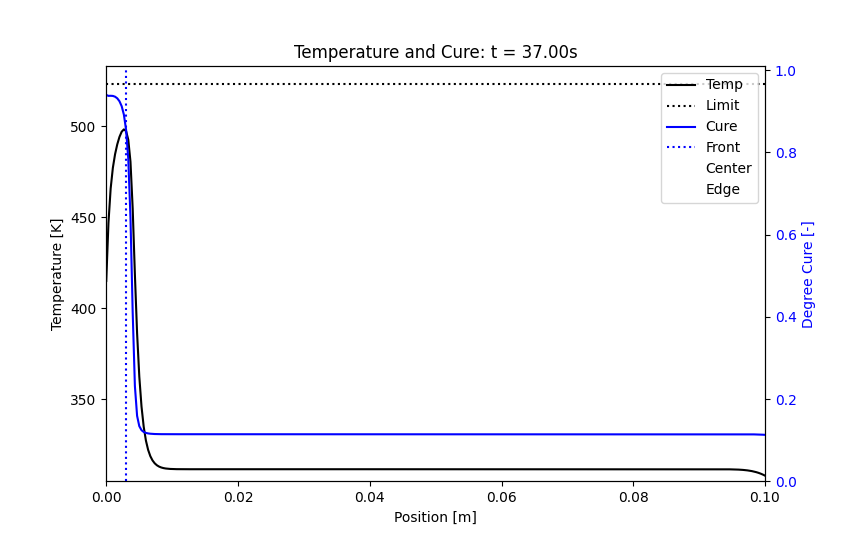 Temperature and Cure: t = 37.00s
Temperature [K]
500
450
400
350
Temp
Limit
Cure
Front
Center
Edge
1.0
0.8
0.6
0.4
0.2
0.0
Degree Cure [-]
0.00
0.02
0.04
0.06
0.08
0.10
Position [m]